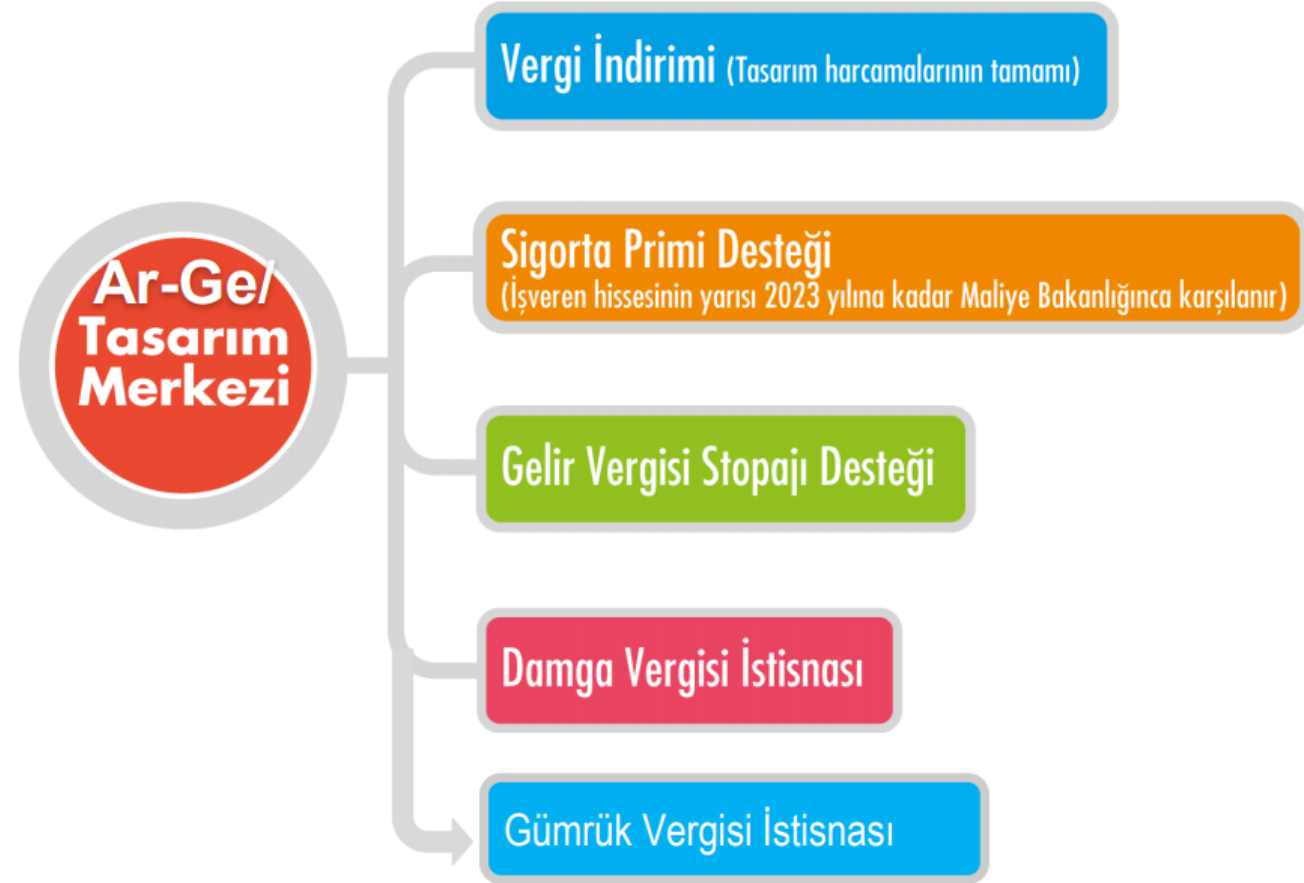 Vergi İndirimi (Tasarım harcamalarının tamamı)
Sigorta Primi Desteği
(İşveren hissesinin yarısı 2023 yılına kadar Maliye Bakanlığınca karşılanır)
Ar-Ge/
Tasarım
Merkezi
Gelir Vergisi Stopajı Desteği
Damga Vergisi İstisnası
Gümrük Vergisi İstisnası